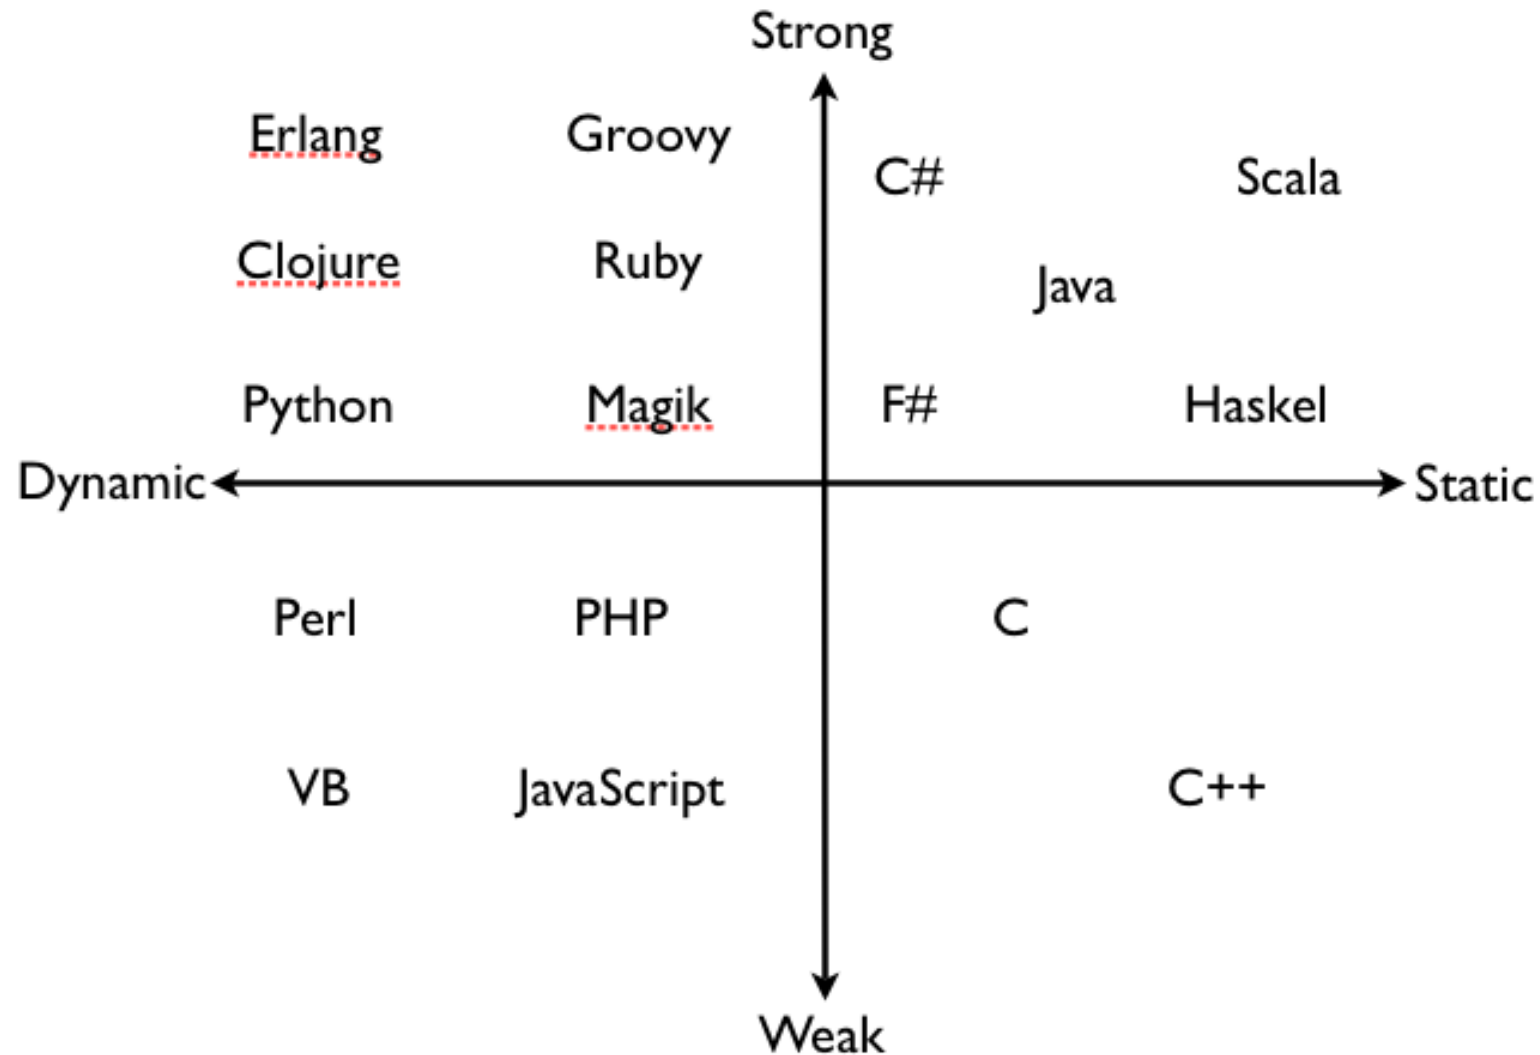 Strong
Erlang Groovy
C# Scala
Clojure Ruby
Java
Python Magik F# Haskel
Dynamic Static
Perl PHP C
VB JavaScript C++
Weak